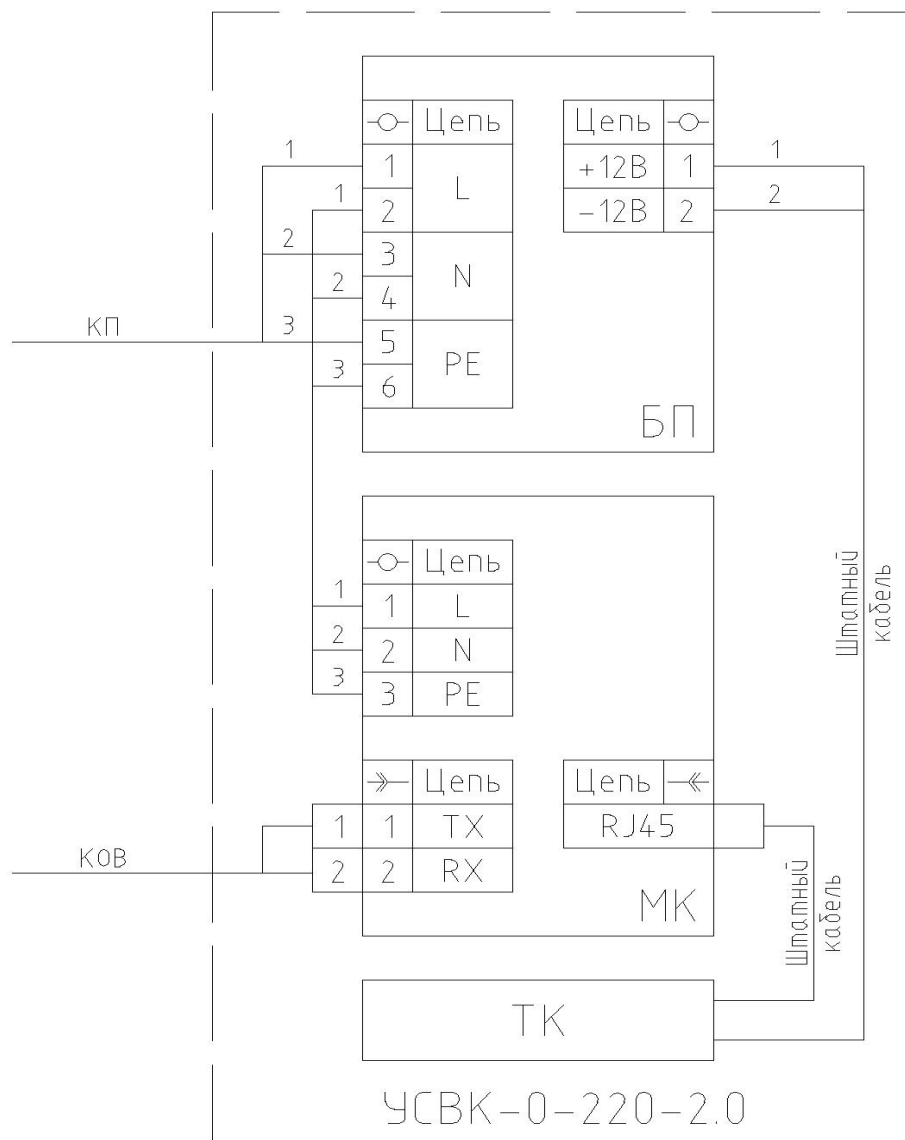 Цепь Цепь
1 1 L +12В 1 1
1 2 -12В 2 2
2 3 N
2 4
КП 3 5 PE
3 6
БП
Цепь
1 1 L
2 2 N
3 3 PE
Штатный
кабель
Цепь Цепь
1 1 TX RJ45
КОВ 2 2 RX
МК
Штатный
кабель
ТК
УСВК-0-220-2.0